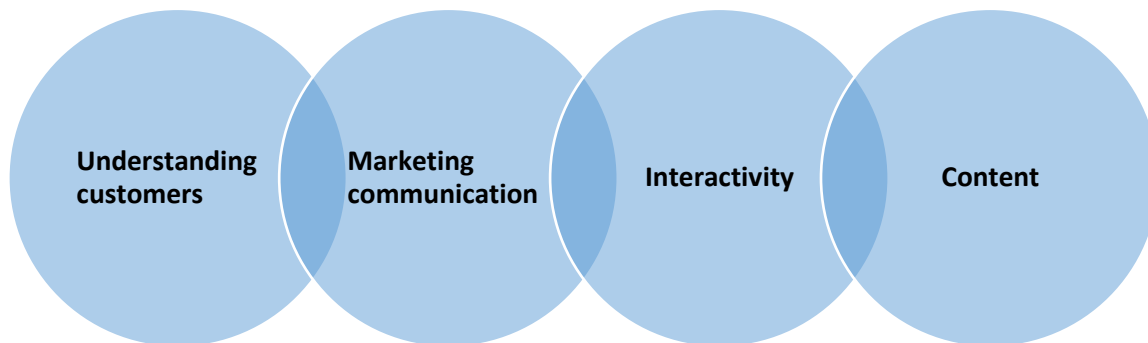 Understanding
customers
Marketing
communication
Interactivity
Content